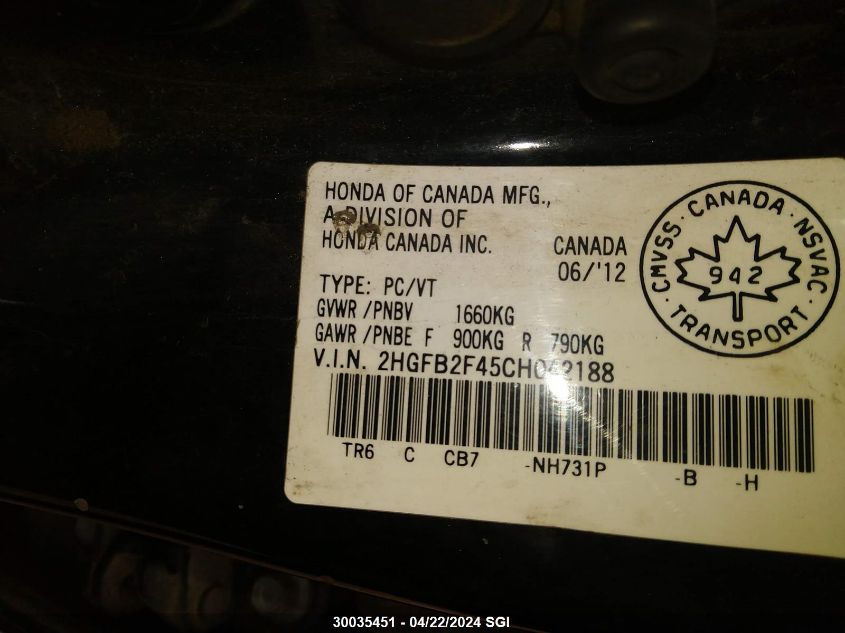 HONDA OF CANADA MFG.,
A DIVISION OF
HONDA CANADA INC.
CANADA
06/'12
TYPE: PC/VT
GVWR /PNBV 1660KG
GAWR /PNBE F 900KG R 790KG
V.I.N.
TR6 C CB7 -NH731P -B -H
CMVSS · CANADA · NSVAC
942
TRANSPORT
30035451 - 04/22/2024 SGI